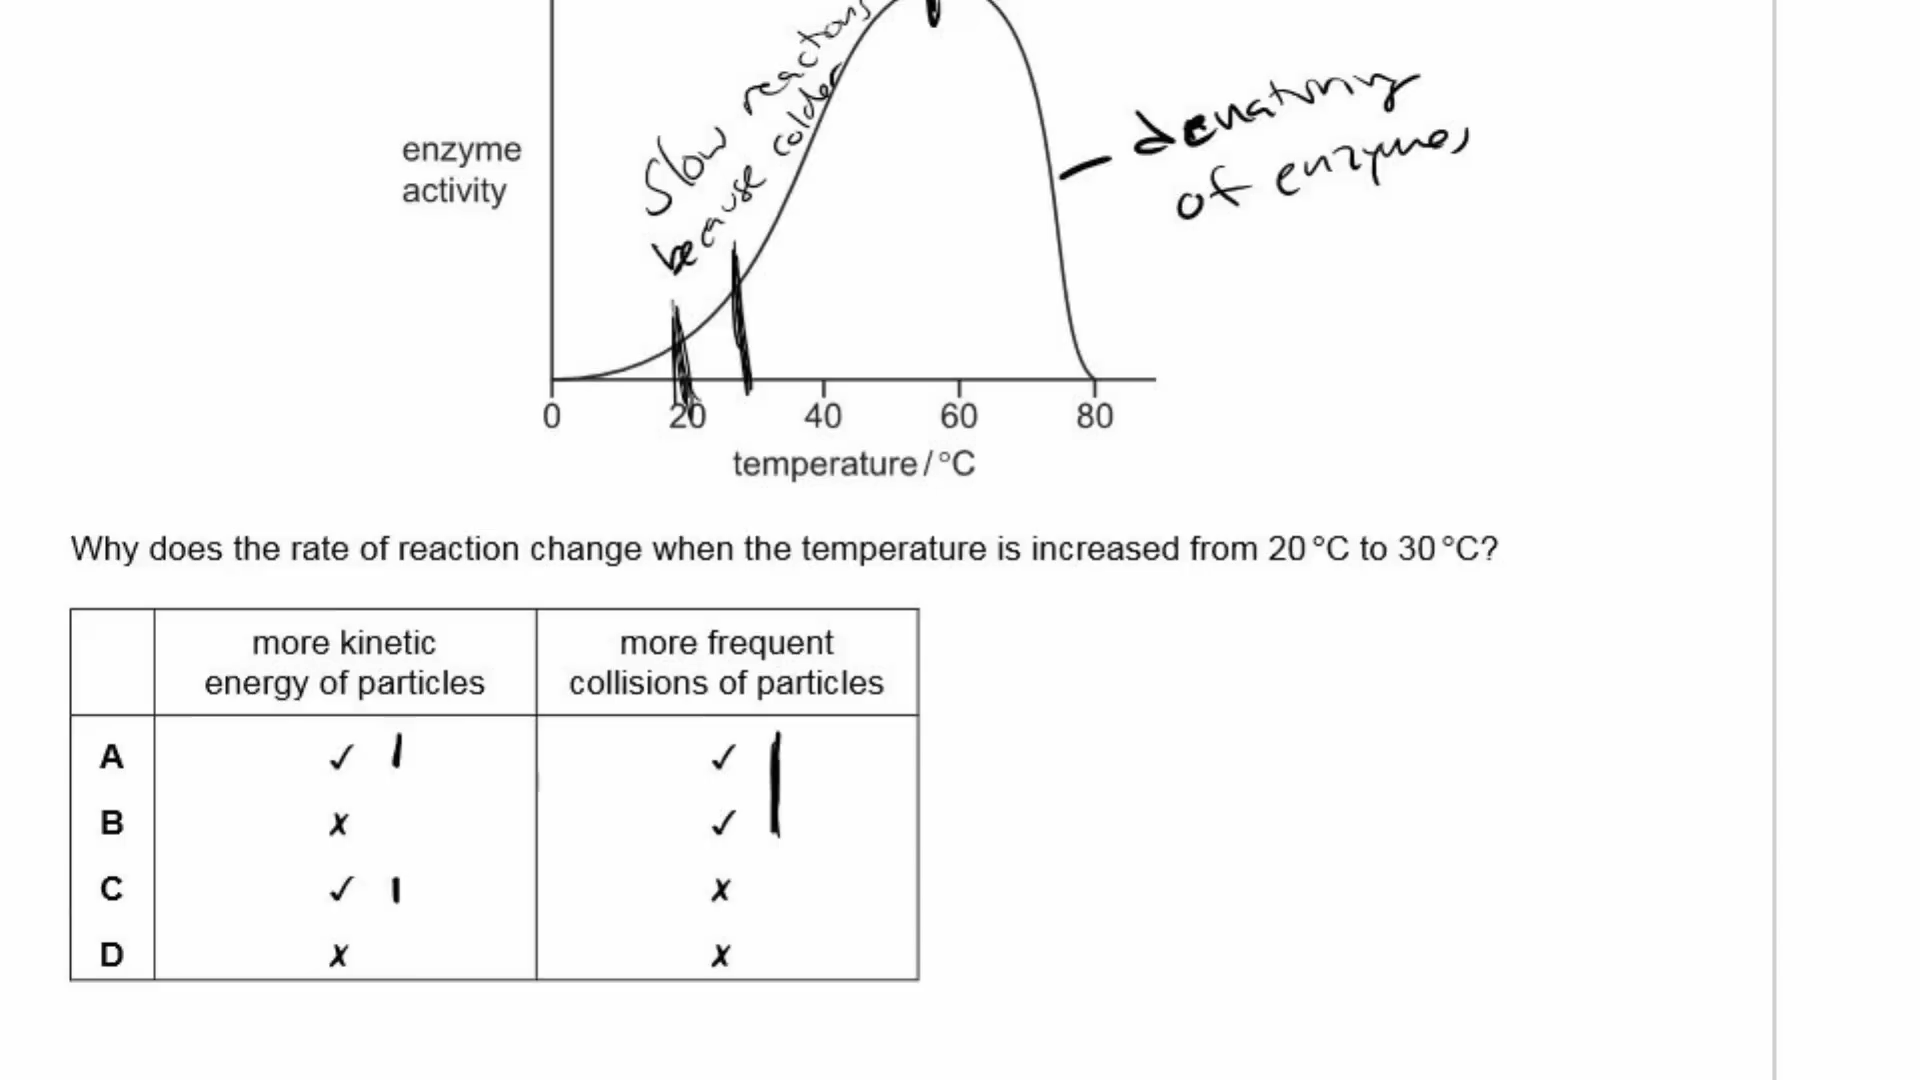 Slow reactions
because colder
denaturing
of enzymes
enzyme
activity
0 20 40 60 80
temperature / °C
Why does the rate of reaction change when the temperature is increased from 20 °C to 30 °C?
more kinetic more frequent
energy of particles collisions of particles
A ✓ ✓
B ✗ ✓
C ✓ ✗
D ✗ ✗